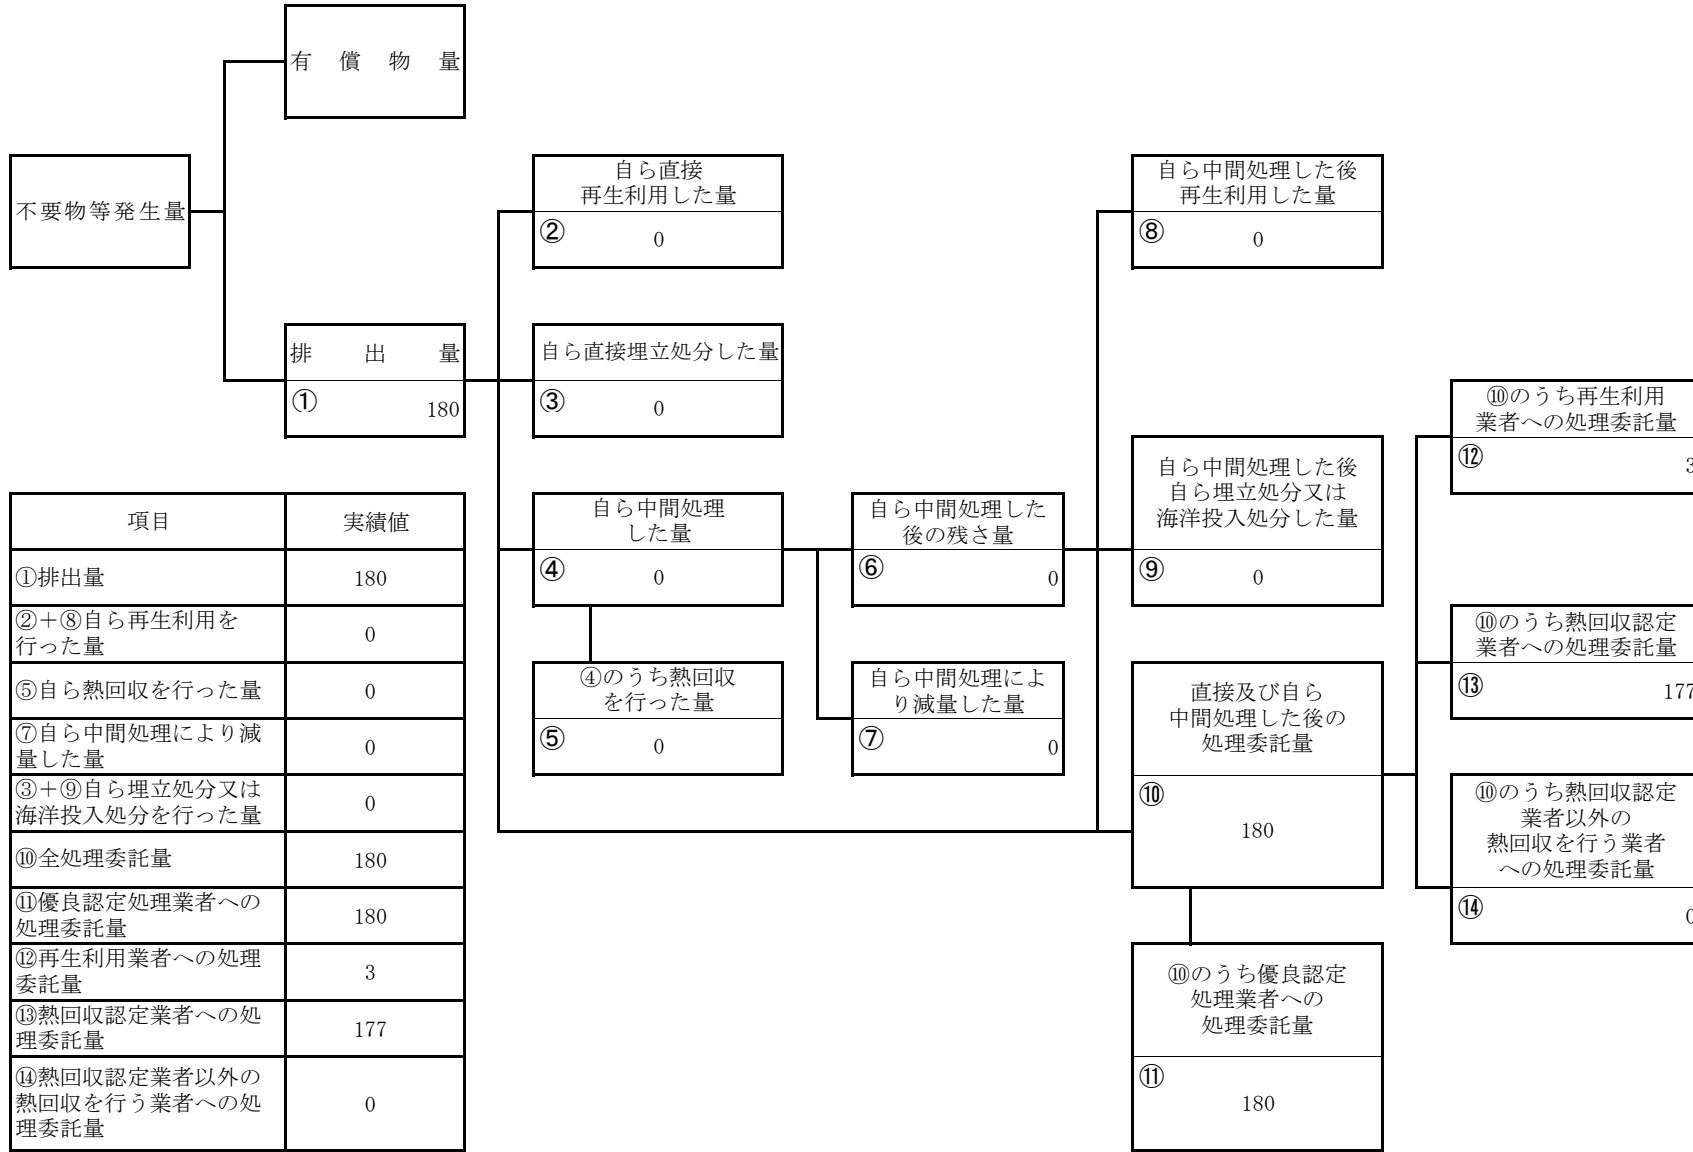 有償物量
不要物等発生量
自ら直接
再生利用した量
② 0
自ら中間処理した後
再生利用した量
⑧ 0
排出量
① 180
自ら直接埋立処分した量
③ 0
⑩のうち再生利用
業者への処理委託量
⑫ 3
自ら中間処理した後
自ら埋立処分又は
海洋投入処分した量
⑨ 0
自ら中間処理
した量
④ 0
自ら中間処理した
後の残さ量
⑥ 0
⑩のうち熱回収認定
業者への処理委託量
⑬ 177
④のうち熱回収
を行った量
⑤ 0
自ら中間処理によ
り減量した量
⑦ 0
直接及び自ら
中間処理した後の
処理委託量
⑩
180
⑩のうち熱回収認定
業者以外の
熱回収を行う業者
への処理委託量
⑭ 0
⑩のうち優良認定
処理業者への
処理委託量
⑪
180
項目 実績値
①排出量 180
②+⑧自ら再生利用を
行った量 0
⑤自ら熱回収を行った量 0
⑦自ら中間処理により減
量した量 0
③+⑨自ら埋立処分又は
海洋投入処分を行った量 0
⑩全処理委託量 180
⑪優良認定処理業者への
処理委託量 180
⑫再生利用業者への処理
委託量 3
⑬熱回収認定業者への処
理委託量 177
⑭熱回収認定業者以外の
熱回収を行う業者への処 0
理委託量